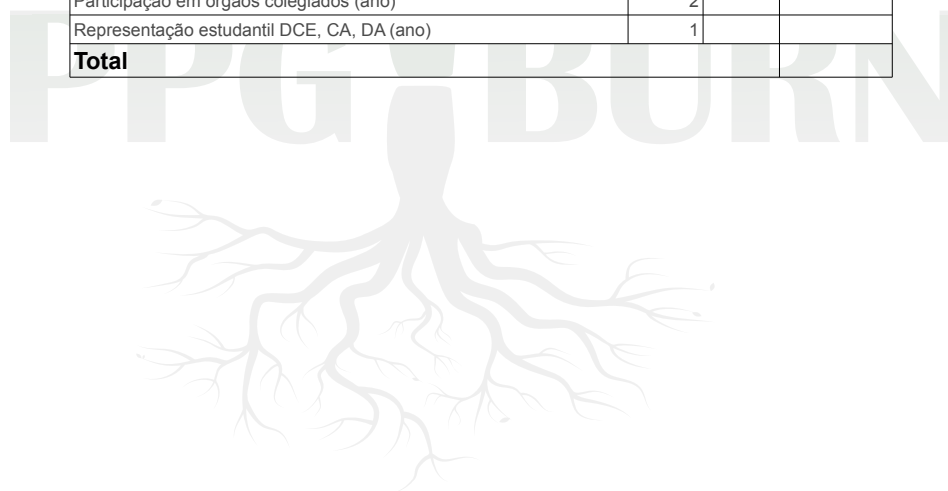 Participação em órgãos colegiados (ano) 2
Representação estudantil DCE, CA, DA (ano) 1
Total
PPG BURN